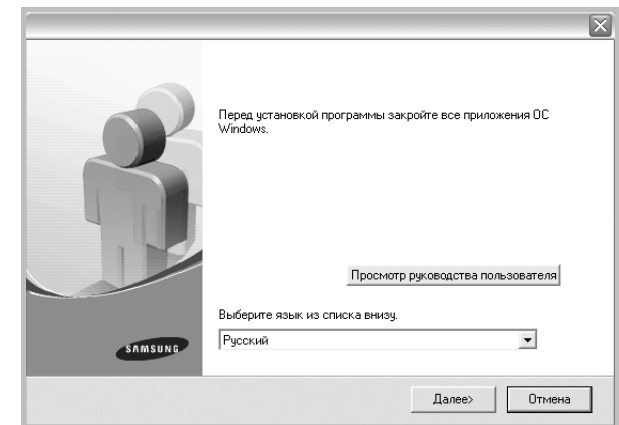 Перед установкой программы закройте все приложения ОС
Windows.
Просмотр руководства пользователя
Выберите язык из списка внизу.
Русский
SAMSUNG
Далее>
Отмена